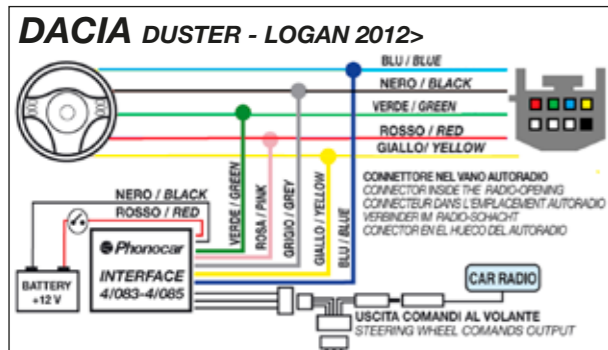 DACIA DUSTER - LOGAN 2012>
BLU / BLUE
NERO / BLACK
VERDE / GREEN
ROSSO / RED
GIALLO / YELLOW
CONNETTORE NEL VANO AUTORADIO
CONNECTOR INSIDE THE RADIO-OPENING
CONNECTEUR DANS L'EMPLACEMENT AUTORADIO
VERBINDER IM RADIO-SCHACHT
CONECTOR EN EL HUECO DEL AUTORADIO
NERO / BLACK
ROSSO / RED
VERDE / GREEN
ROSA / PINK
GRIGIO / GREY
GIALLO / YELLOW
BLU / BLUE
Phonocar
INTERFACE
4/083-4/085
BATTERY
+12 V
CAR RADIO
USCITA COMANDI AL VOLANTE
STEERING WHEEL COMANDS OUTPUT